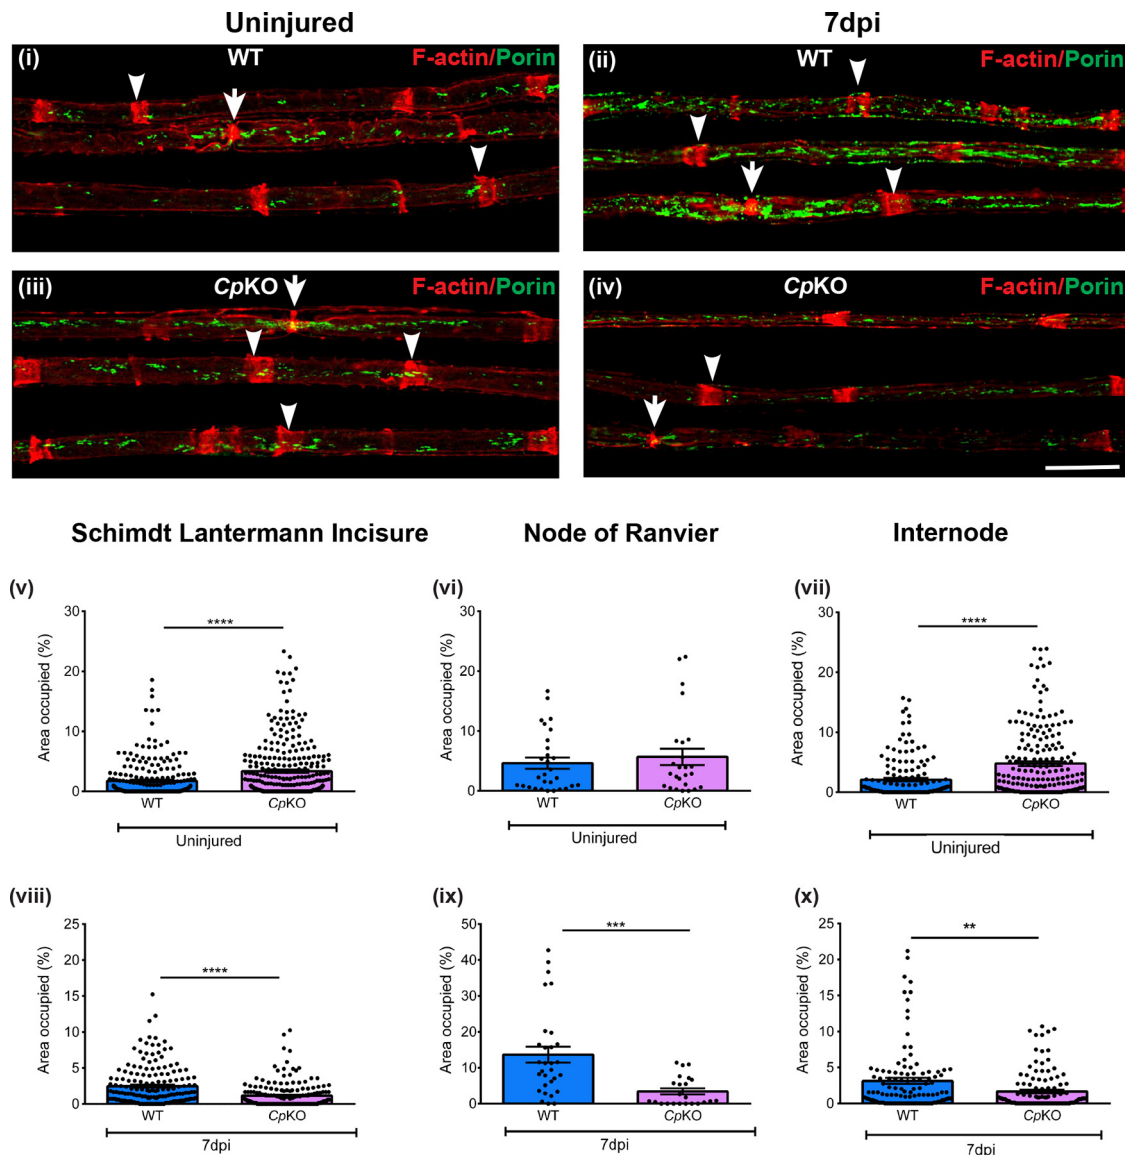 Uninjured 7dpi
(i) WT F-actin/Porin (ii) WT F-actin/Porin
(iii) CpKO F-actin/Porin (iv) CpKO F-actin/Porin
Schimdt Lantermann Incisure Node of Ranvier Internode
(v)
Area occupied (%)
30
20
10
0
****
WT CpKO
Uninjured
(vi)
Area occupied (%)
30
20
10
0
WT CpKO
Uninjured
(vii)
Area occupied (%)
30
20
10
0
****
WT CpKO
Uninjured
(viii)
Area occupied (%)
25
20
15
10
5
0
****
WT CpKO
7dpi
(ix)
Area occupied (%)
50
40
30
20
10
0
***
WT CpKO
7dpi
(x)
Area occupied (%)
25
20
15
10
5
0
**
WT CpKO
7dpi